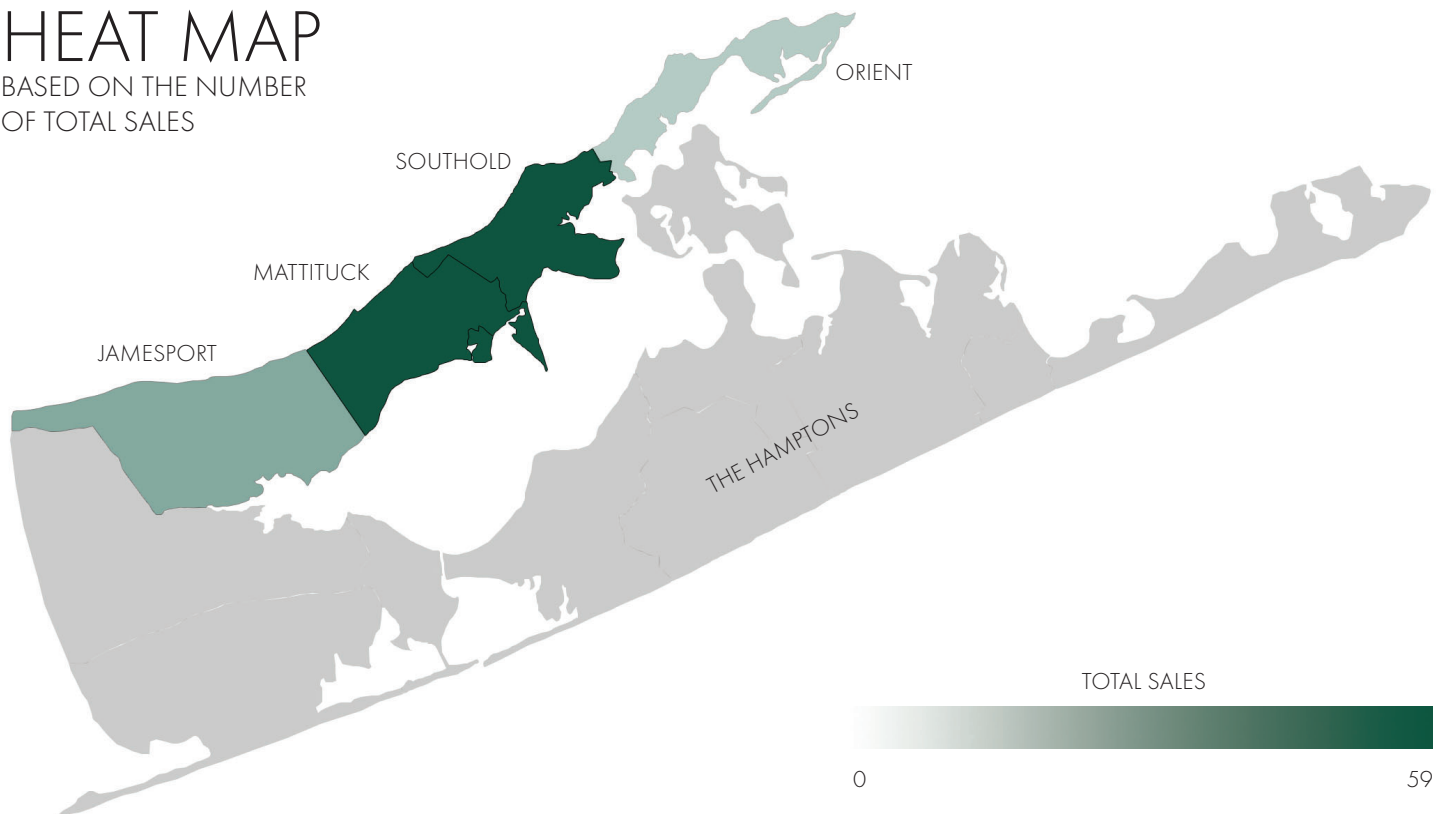 HEAT MAP
BASED ON THE NUMBER
OF TOTAL SALES
ORIENT
SOUTHOLD
MATTITUCK
JAMESPORT
THE HAMPTONS
TOTAL SALES
0
59